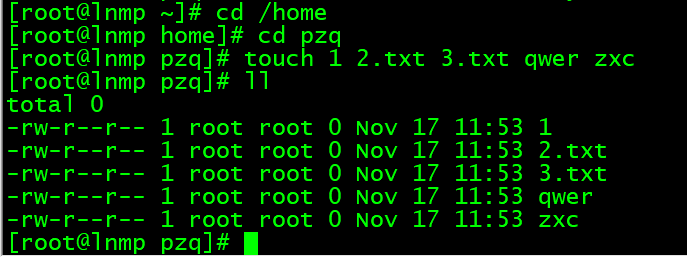 [root@lnmp ~]# cd /home
[root@lnmp home]# cd pzq
[root@lnmp pzq]# touch 1 2.txt 3.txt qwer zxc
[root@lnmp pzq]# ll
total 0
-rw-r--r-- 1 root root 0 Nov 17 11:53 1
-rw-r--r-- 1 root root 0 Nov 17 11:53 2.txt
-rw-r--r-- 1 root root 0 Nov 17 11:53 3.txt
-rw-r--r-- 1 root root 0 Nov 17 11:53 qwer
-rw-r--r-- 1 root root 0 Nov 17 11:53 zxc
[root@lnmp pzq]#